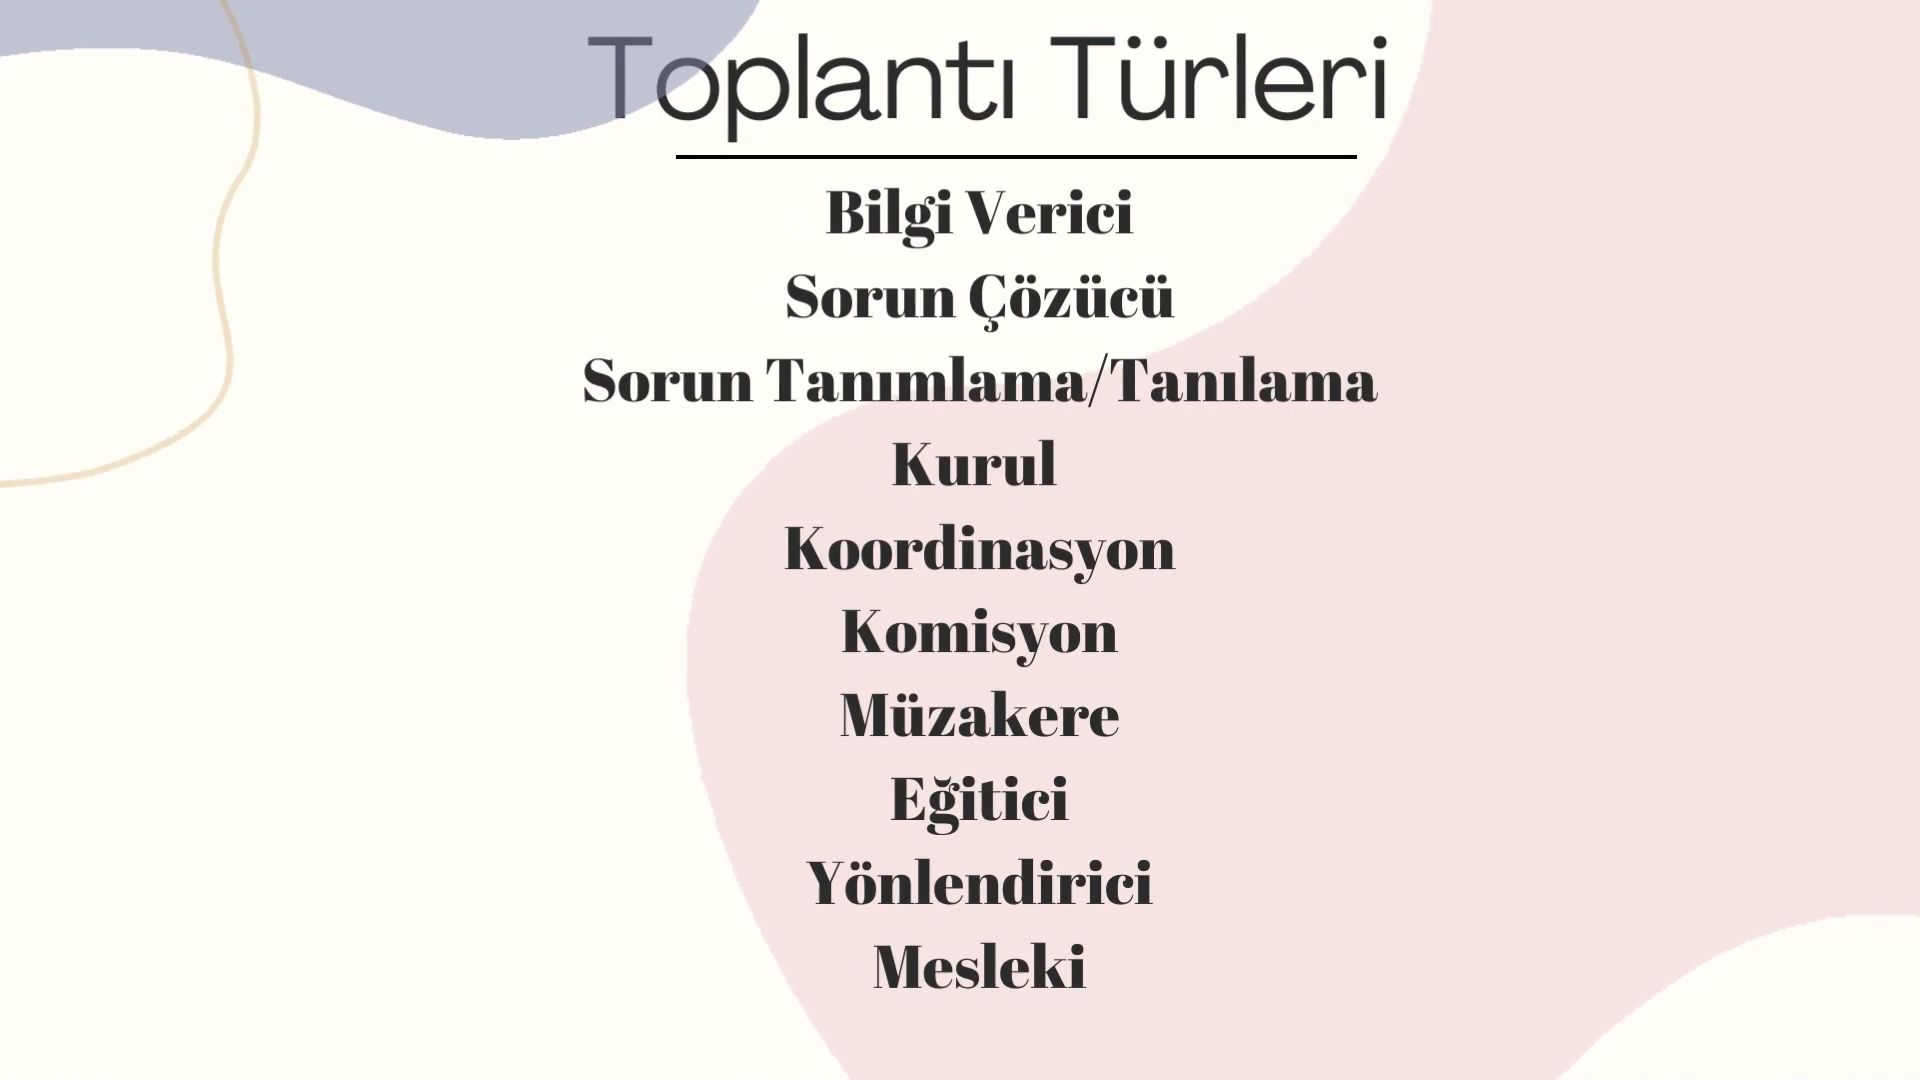 Toplantı Türleri
Bilgi Verici
Sorun Çözücü
Sorun Tanımlama/Tanılama
Kurul
Koordinasyon
Komisyon
Müzakere
Eğitici
Yönlendirici
Mesleki